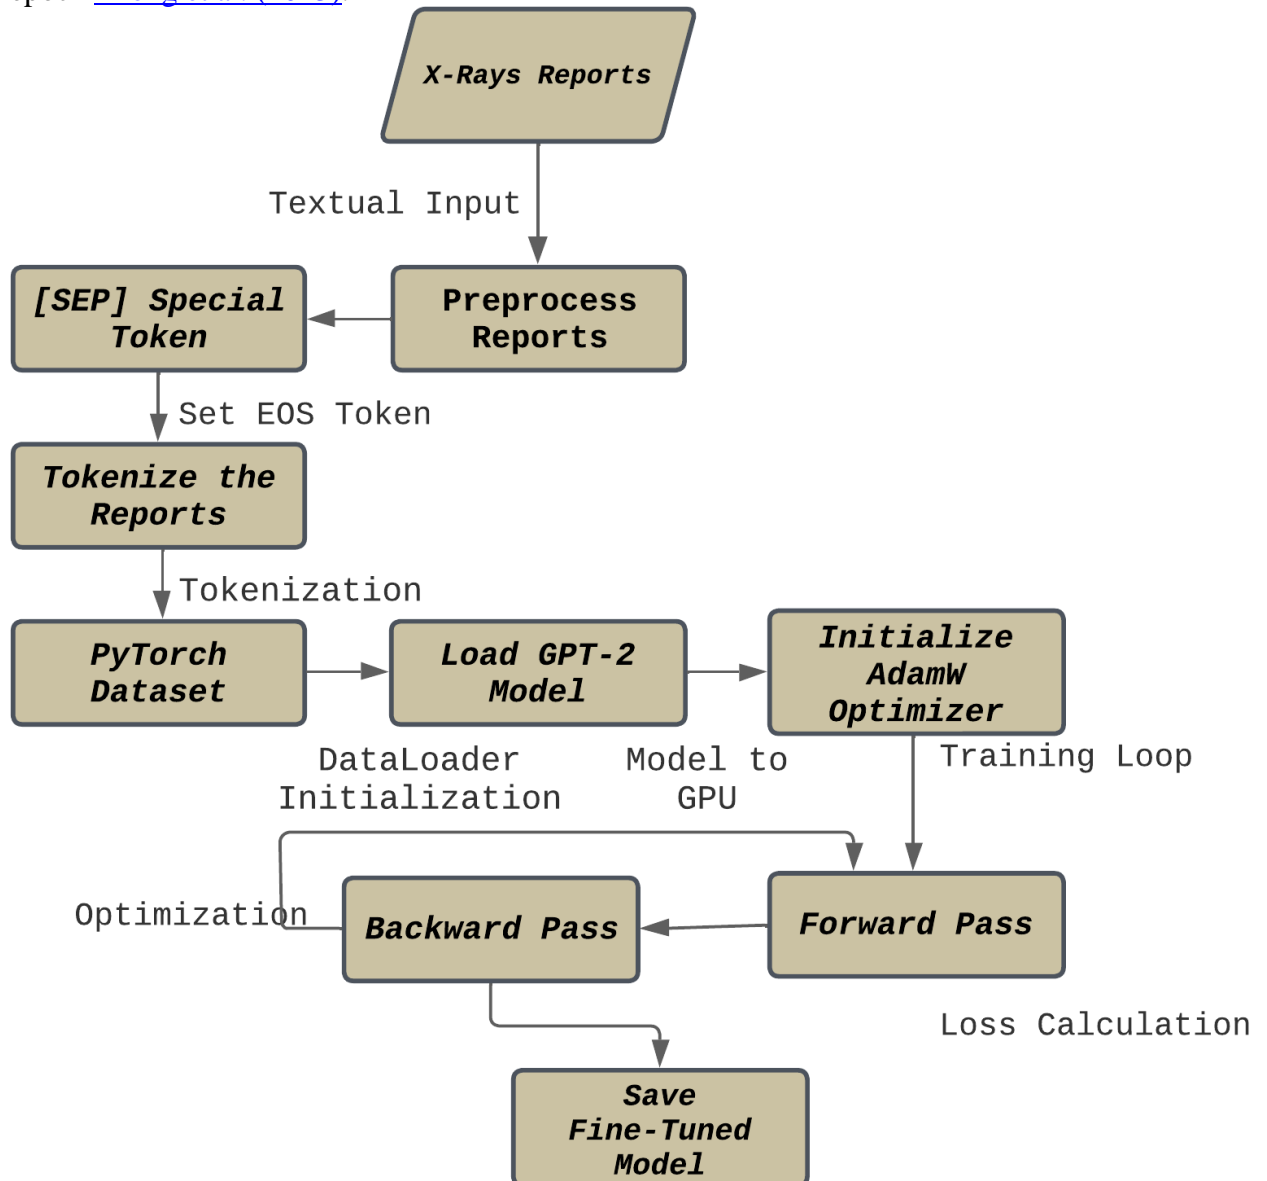 X-Rays Reports
Textual Input
[SEP] Special
Token
Preprocess
Reports
Set EOS Token
Tokenize the
Reports
Tokenization
PyTorch
Dataset
Load GPT-2
Model
Initialize
AdamW
Optimizer
DataLoader
Initialization
Model to
GPU
Training Loop
Optimization
Backward Pass
Forward Pass
Loss Calculation
Save
Fine-Tuned
Model